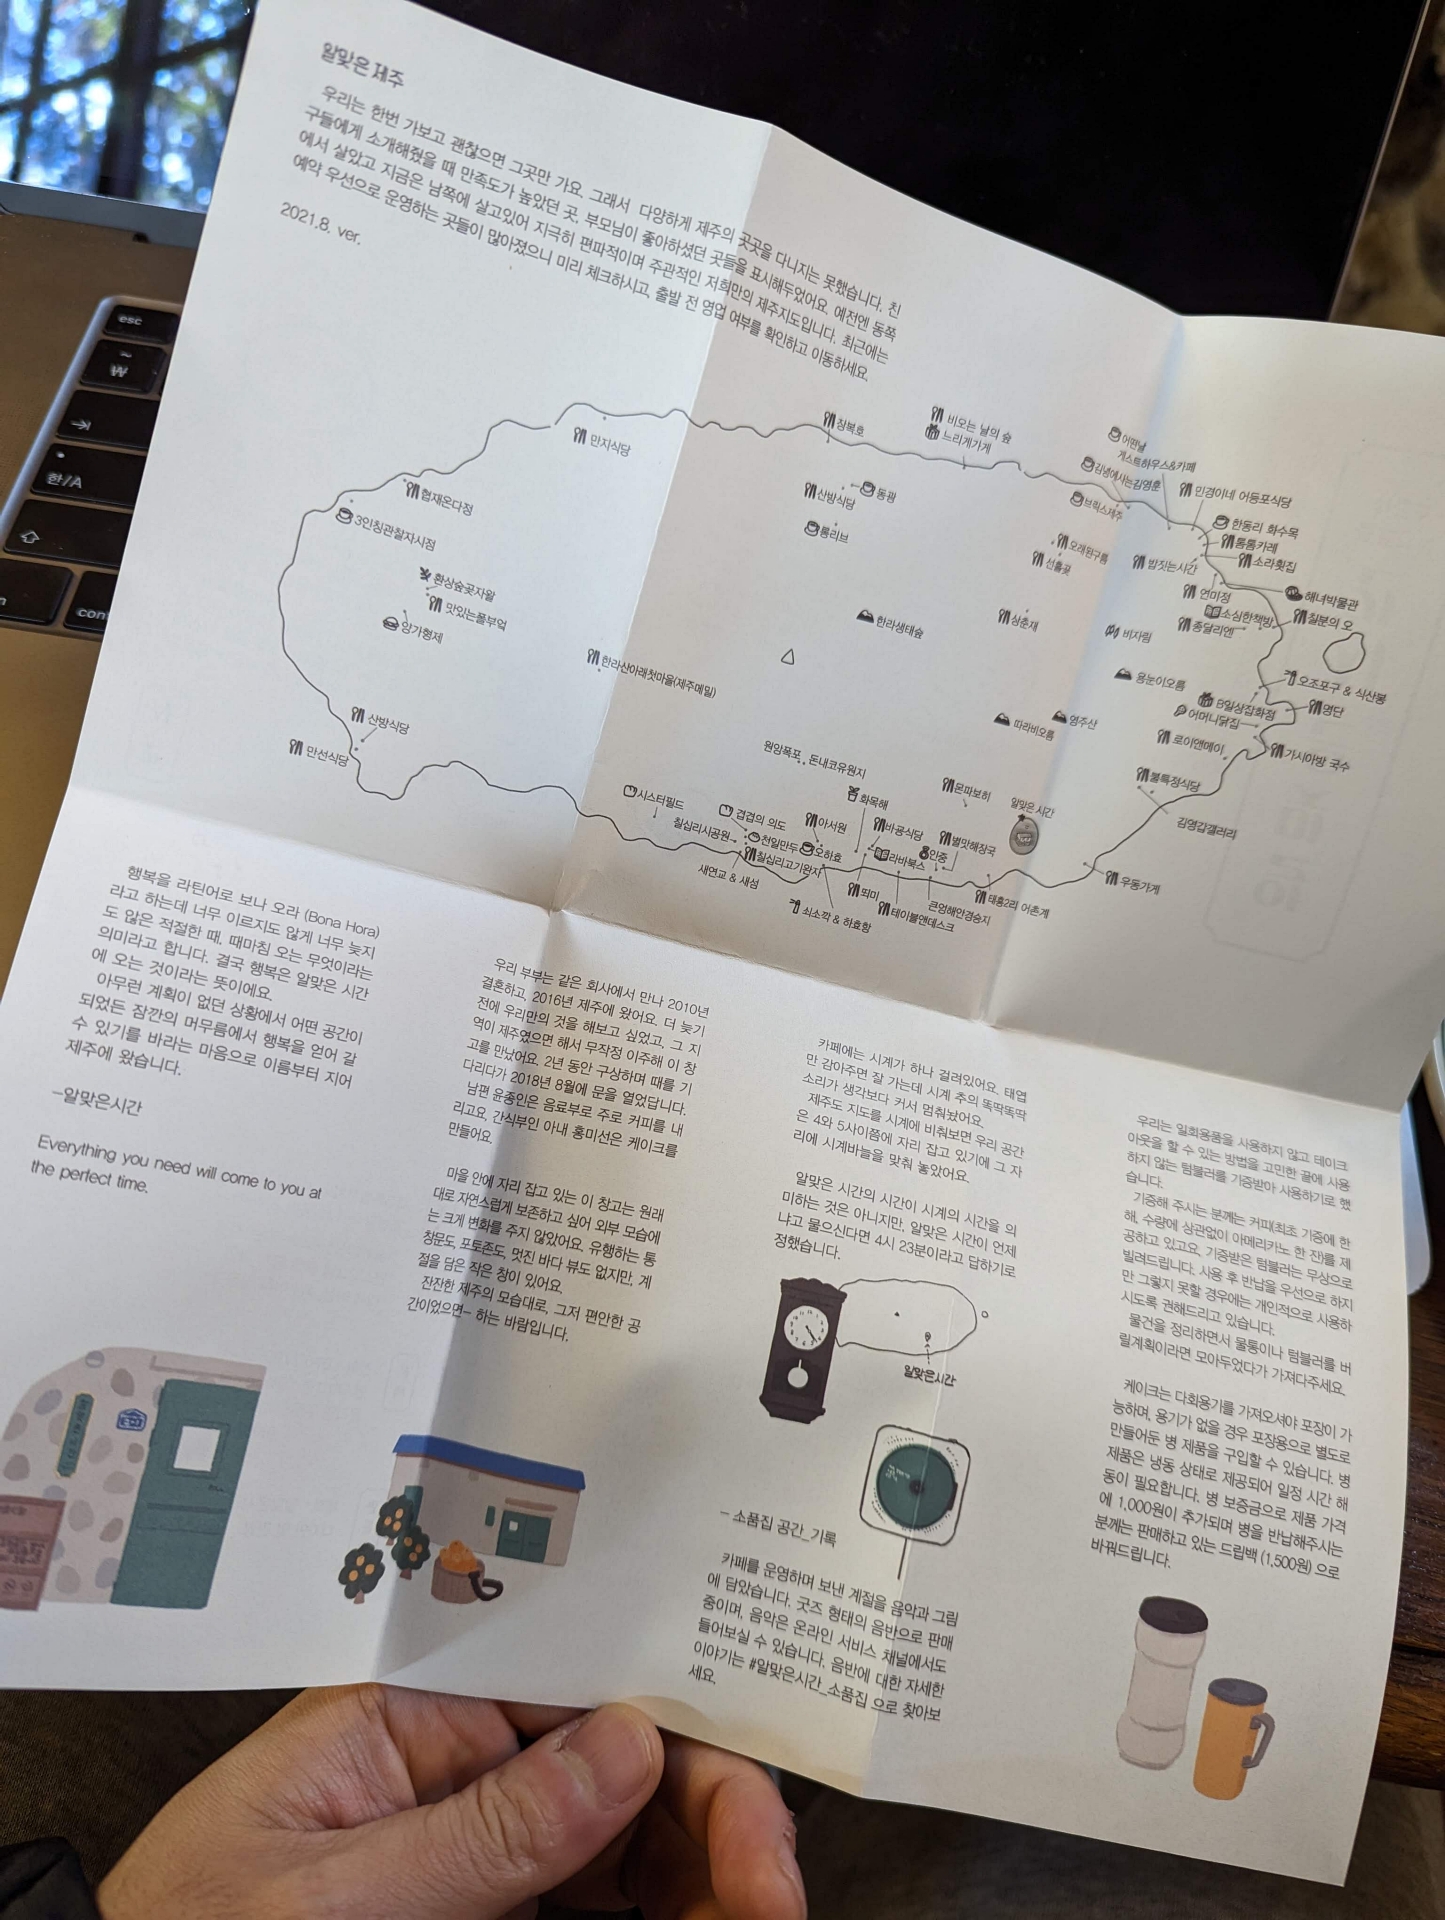 알맞은 제주
우리는 한번 가보고 괜찮으면 그곳만 가요. 그래서 다양하게 제주의 곳곳을 다니지는 못했습니다. 친
구들에게 소개해줬을 때 만족도가 높았던 곳, 부모님이 좋아하셨던 곳들을 표시해두었어요. 예전엔 동쪽
에서 살았고 지금은 남쪽에 살고있어 지극히 편파적이며 주관적인 저희만의 제주지도입니다. 최근에는
예약 우선으로 운영하는 곳들이 많아졌으니 미리 체크하시고, 출발 전 영업 여부를 확인하고 이동하세요.
2021.8. ver.
만지식당
참복호
비오는 날의 숲
느리게가게
어떤날
게스트하우스&카페
김녕에사는김영훈
민경이네 어등포식당
협재온다정
3인칭관찰자시점
산방식당
동광
브릭스제주
한동리 화수목
톰톰카레
소라횟집
롱리브
오래된구름
선흘곶
밥짓는시간
환상숲곶자왈
맛있는폴부엌
양가형제
한라생태숲
상춘재
비자림
연미정
해녀박물관
소심한책방
칠분의 오
종달리엔
한라산아래첫마을(제주메밀)
용눈이오름
오조포구 & 식산봉
B일상잡화점
명단
어머니닭집
따라비오름
영주산
로이앤메이
가시아방 국수
산방식당
만선식당
원앙폭포
돈내코유원지
몬파보히
알맞은시간
불특정식당
김영갑갤러리
시스터필드
겹겹의 의도
아서원
화목해
바공식당
별맛해장국
칠십리시공원
천일만두
오하효
라바북스
인중
칠십리고기완자
새연교 & 새섬
쇠소깍 & 하효항
뙤미
테이블앤데스크
큰엉해안경승지
태흥2리 어촌계
우동가게
행복을 라틴어로 보나 오라 (Bona Hora)
라고 하는데 너무 이르지도 않게 너무 늦지
도 않은 적절한 때, 때마침 오는 무엇이라는
의미라고 합니다. 결국 행복은 알맞은 시간
에 오는 것이라는 뜻이에요.
아무런 계획이 없던 상황에서 어떤 공간이
되었든 잠깐의 머무름에서 행복을 얻어 갈
수 있기를 바라는 마음으로 이름부터 지어
제주에 왔습니다.
-알맞은시간
Everything you need will come to you at
the perfect time.
우리 부부는 같은 회사에서 만나 2010년
결혼하고, 2016년 제주에 왔어요. 더 늦기
전에 우리만의 것을 해보고 싶었고, 그 지
역이 제주였으면 해서 무작정 이주해 이 창
고를 만났어요. 2년 동안 구상하며 때를 기
다리다가 2018년 8월에 문을 열었답니다.
남편 윤종인은 음료부로 주로 커피를 내
리고요, 간식부인 아내 홍미선은 케이크를
만들어요.
마을 안에 자리 잡고 있는 이 창고는 원래
대로 자연스럽게 보존하고 싶어 외부 모습에
는 크게 변화를 주지 않았어요. 유행하는 통
창문도, 포토존도, 멋진 바다 뷰도 없지만, 계
절을 담은 작은 창이 있어요.
잔잔한 제주의 모습대로, 그저 편안한 공
간이었으면- 하는 바람입니다.
카페에는 시계가 하나 걸려있어요. 태엽
만 감아주면 잘 가는데 시계 추의 똑딱똑딱
소리가 생각보다 커서 멈춰놨어요.
제주도 지도를 시계에 비춰보면 우리 공간
은 4와 5사이쯤에 자리 잡고 있기에 그 자
리에 시계바늘을 맞춰 놓았어요.
알맞은 시간의 시간이 시계의 시간을 의
미하는 것은 아니지만, 알맞은 시간이 언제
냐고 물으신다면 4시 23분이라고 답하기로
정했습니다.
알맞은시간
- 소품집 공간_기록
카페를 운영하며 보낸 계절을 음악과 그림
에 담았습니다. 굿즈 형태의 음반으로 판매
중이며, 음악은 온라인 서비스 채널에서도
들어보실 수 있습니다. 음반에 대한 자세한
이야기는 #알맞은시간_소품집 으로 찾아보
세요.
우리는 일회용품을 사용하지 않고 테이크
아웃을 할 수 있는 방법을 고민한 끝에 사용
하지 않는 텀블러를 기증받아 사용하기로 했
습니다.
기증해 주시는 분께는 커피(최초 기증에 한
해, 수량에 상관없이 아메리카노 한 잔)를 제
공하고 있고요, 기증받은 텀블러는 무상으로
빌려드립니다. 사용 후 반납을 우선으로 하지
만 그렇지 못할 경우에는 개인적으로 사용하
시도록 권해드리고 있습니다.
물건을 정리하면서 물통이나 텀블러를 버
릴계획이라면 모아두었다가 가져다주세요.
케이크는 다회용기를 가져오셔야 포장이 가
능하며, 용기가 없을 경우 포장용으로 별도로
만들어둔 병 제품을 구입할 수 있습니다. 병
제품은 냉동 상태로 제공되어 일정 시간 해
동이 필요합니다. 병 보증금으로 제품 가격
에 1,000원이 추가되며 병을 반납해주시는
분께는 판매하고 있는 드립백 (1,500원) 으로
바꿔드립니다.
esc
~
₩
한/A